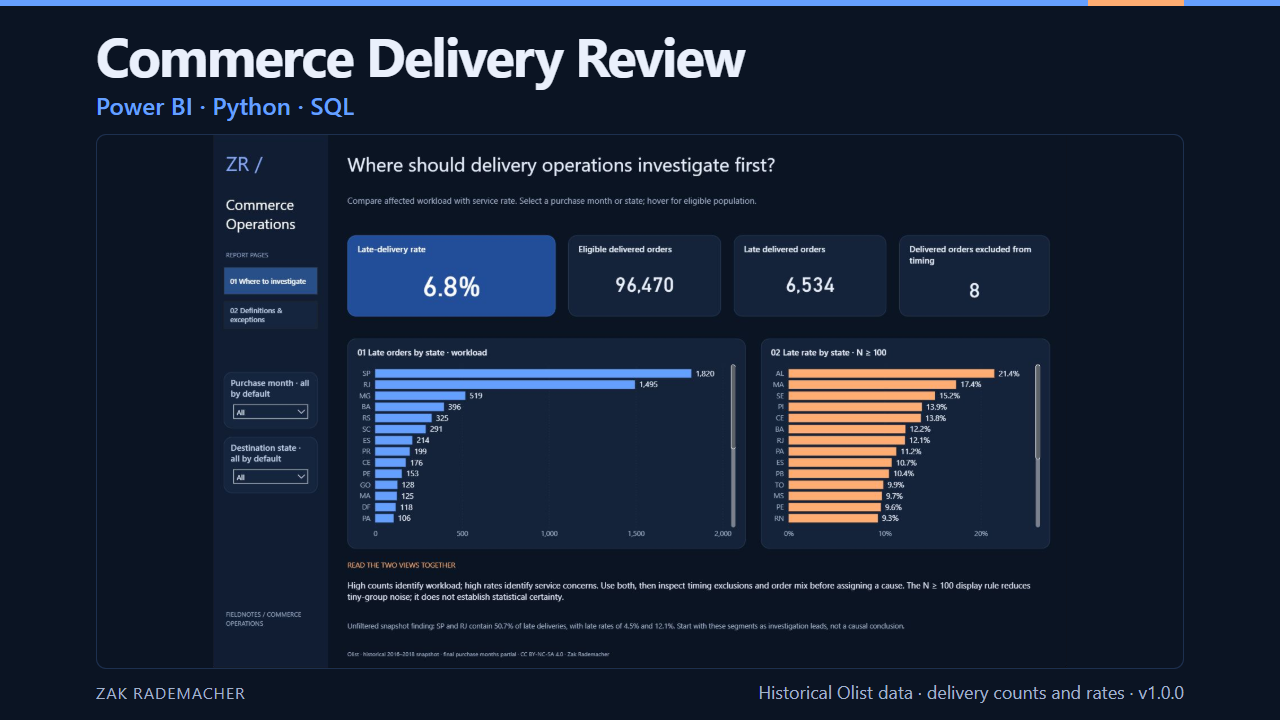 Commerce Delivery Review
Power BI · Python · SQL
ZR /
Commerce
Operations
REPORT PAGES
01 Where to investigate
02 Definitions &
exceptions
Purchase month · all
by default
All
Destination state ·
all by default
All
FIELDNOTES / COMMERCE
OPERATIONS
Where should delivery operations investigate first?
Compare affected workload with service rate. Select a purchase month or state; hover for eligible population.
Late-delivery rate
6.8%
Eligible delivered orders
96,470
Late delivered orders
6,534
Delivered orders excluded from
timing
8
01 Late orders by state · workload
SP 1,820
RJ 1,495
MG 519
BA 396
RS 325
SC 291
ES 214
PR 199
CE 176
PE 153
GO 128
MA 125
DF 118
PA 106
0 500 1,000 1,500 2,000
02 Late rate by state · N ≥ 100
AL 21.4%
MA 17.4%
SE 15.2%
PI 13.9%
CE 13.8%
BA 12.2%
RJ 12.1%
PA 11.2%
ES 10.7%
PB 10.4%
TO 9.9%
MS 9.7%
PE 9.6%
RN 9.3%
0% 10% 20%
READ THE TWO VIEWS TOGETHER
High counts identify workload; high rates identify service concerns. Use both, then inspect timing exclusions and order mix before assigning a cause. The N ≥ 100 display rule reduces
tiny-group noise; it does not establish statistical certainty.
Unfiltered snapshot finding: SP and RJ contain 50.7% of late deliveries, with late rates of 4.5% and 12.1%. Start with these segments as investigation leads, not a causal conclusion.
Olist · historical 2016–2018 snapshot · final purchase months partial · CC BY-NC-SA 4.0 · Zak Rademacher
ZAK RADEMACHER
Historical Olist data · delivery counts and rates · v1.0.0